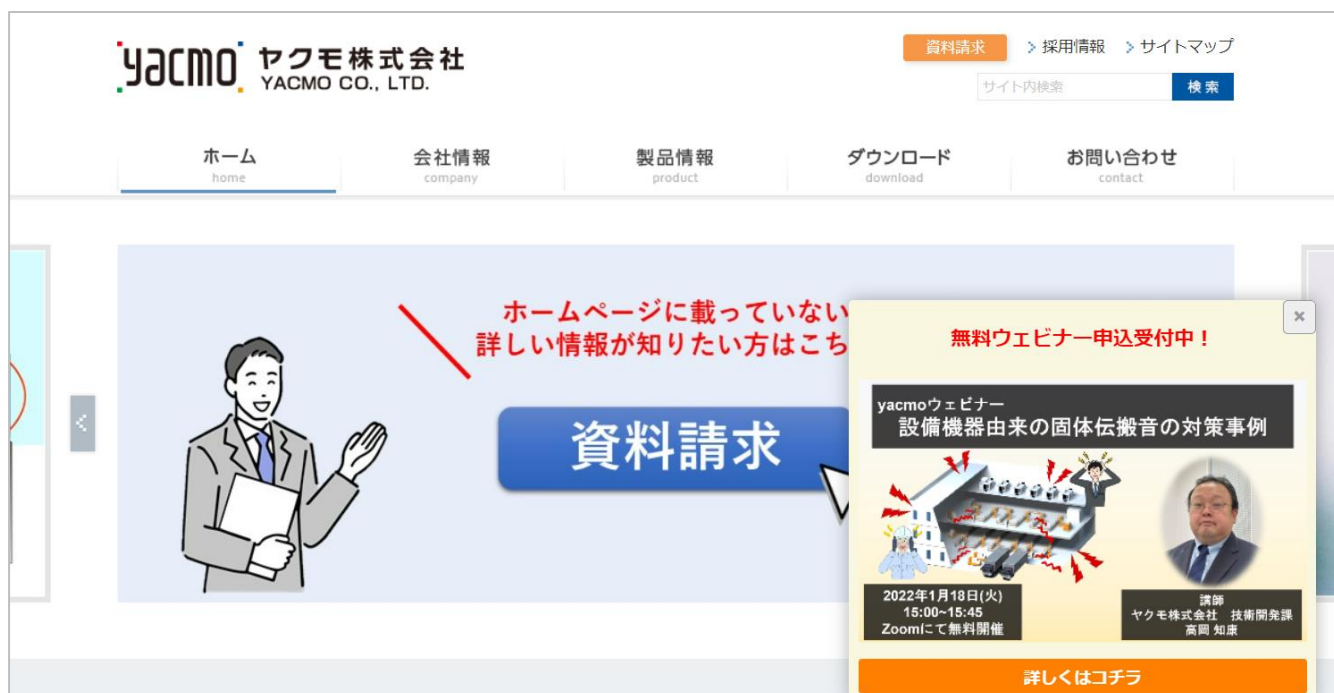 yacmo ヤクモ株式会社
YACMO CO., LTD.
資料請求 採用情報 サイトマップ
サイト内検索 検索
ホーム 会社情報 製品情報 ダウンロード お問い合わせ
home company product download contact
ホームページに載っていない
詳しい情報が知りたい方はこち
資料請求
無料ウェビナー申込受付中！
yacmoウェビナー
設備機器由来の固体伝搬音の対策事例
2022年1月18日(火)
15:00~15:45
Zoomにて無料開催
講師
ヤクモ株式会社 技術開発課
高岡 知康
詳しくはコチラ